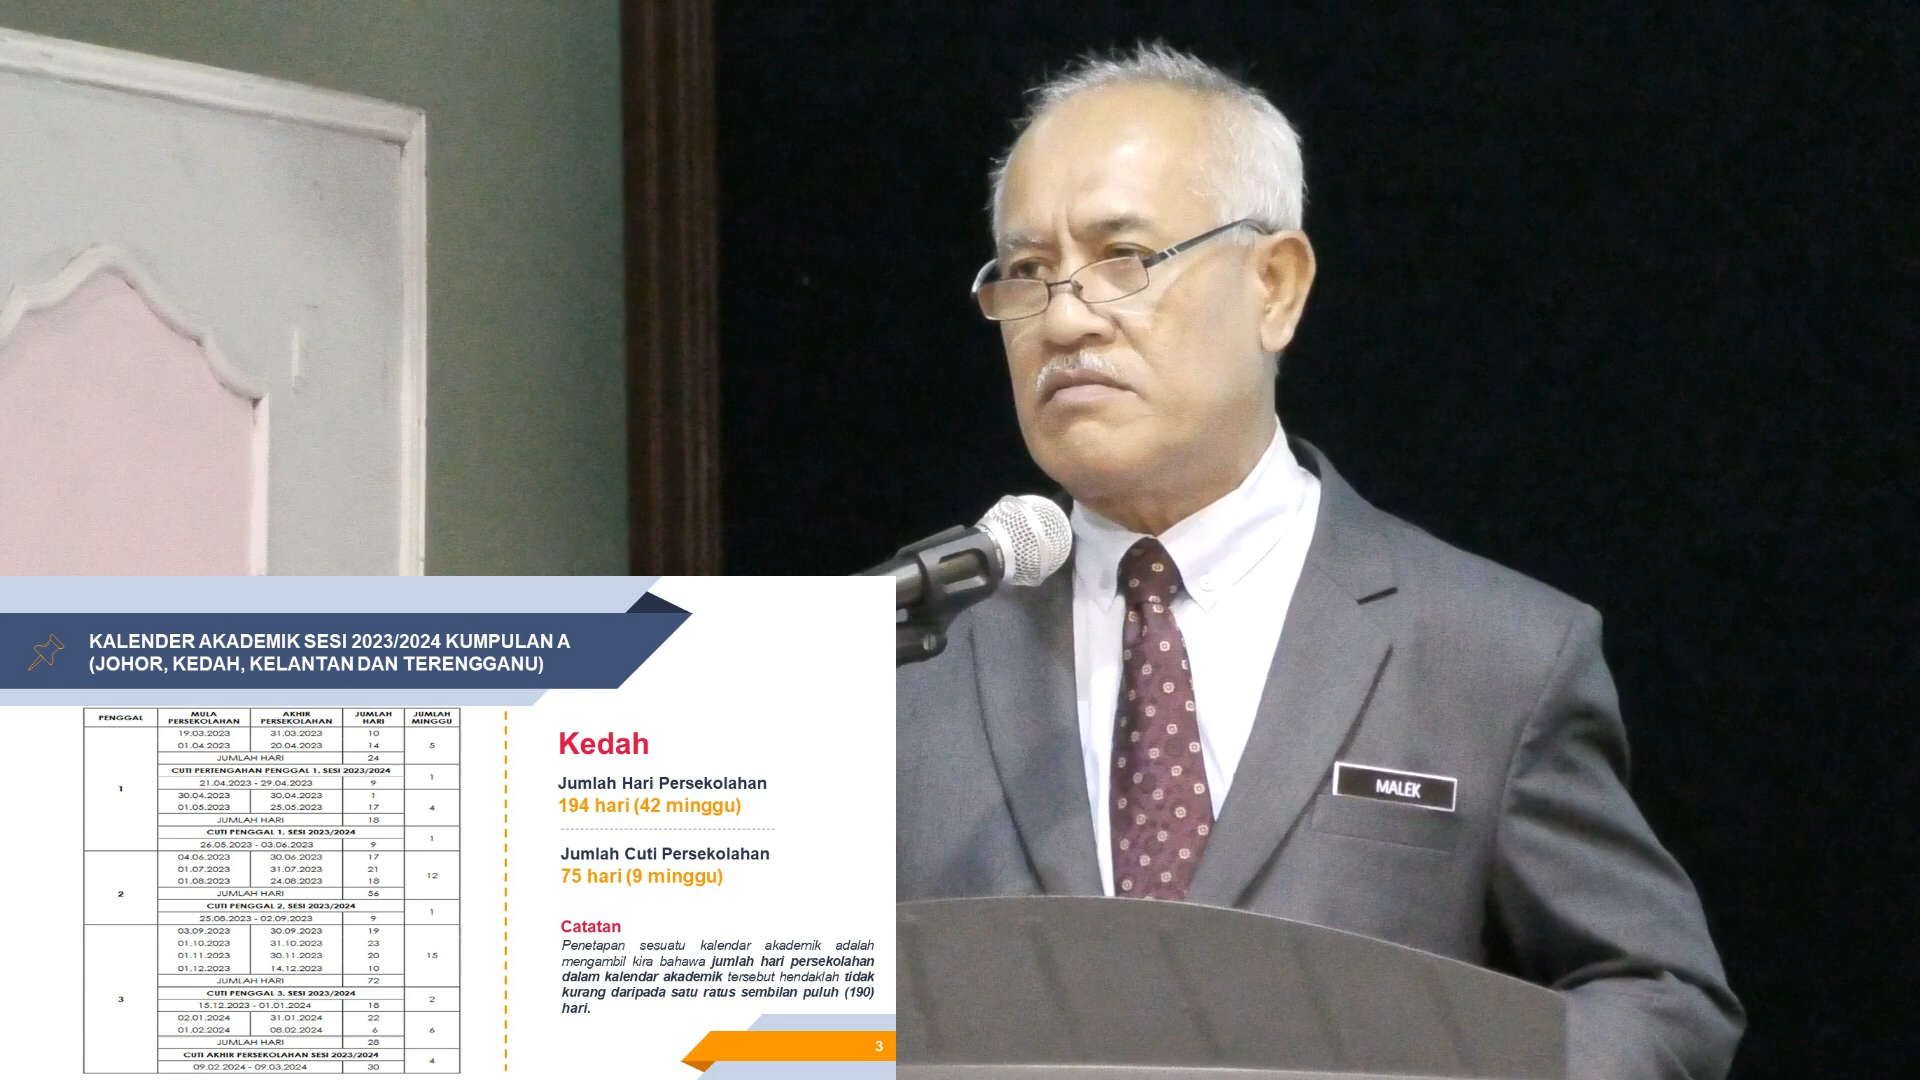 MALEK
KALENDER AKADEMIK SESI 2023/2024 KUMPULAN A
(JOHOR, KEDAH, KELANTAN DAN TERENGGANU)
PENGGAL MULA PERSEKOLAHAN AKHIR PERSEKOLAHAN JUMLAH HARI JUMLAH MINGGU
1
19.03.2023 31.03.2023 10
01.04.2023 20.04.2023 14
5
JUMLAH HARI 24
CUTI PERTENGAHAN PENGGAL 1, SESI 2023/2024
1
21.04.2023 - 29.04.2023 9
30.04.2023 30.04.2023 1
01.05.2023 25.05.2023 17
4
JUMLAH HARI 18
CUTI PENGGAL 1, SESI 2023/2024
1
26.05.2023 - 03.06.2023 9
2
04.06.2023 30.06.2023 17
01.07.2023 31.07.2023 21
12
01.08.2023 24.08.2023 18
JUMLAH HARI 56
CUTI PENGGAL 2, SESI 2023/2024
1
25.08.2023 - 02.09.2023 9
3
03.09.2023 30.09.2023 19
01.10.2023 31.10.2023 23
01.11.2023 30.11.2023 20
15
01.12.2023 14.12.2023 10
JUMLAH HARI 72
CUTI PENGGAL 3, SESI 2023/2024
2
15.12.2023 - 01.01.2024 18
02.01.2024 31.01.2024 22
01.02.2024 08.02.2024 6
6
JUMLAH HARI 28
CUTI AKHIR PERSEKOLAHAN SESI 2023/2024
4
09.02.2024 - 09.03.2024 30
Kedah
Jumlah Hari Persekolahan
194 hari (42 minggu)
Jumlah Cuti Persekolahan
75 hari (9 minggu)
Catatan
Penetapan sesuatu kalendar akademik adalah
mengambil kira bahawa jumlah hari persekolahan
dalam kalendar akademik tersebut hendaklah tidak
kurang daripada satu ratus sembilan puluh (190)
hari.
3